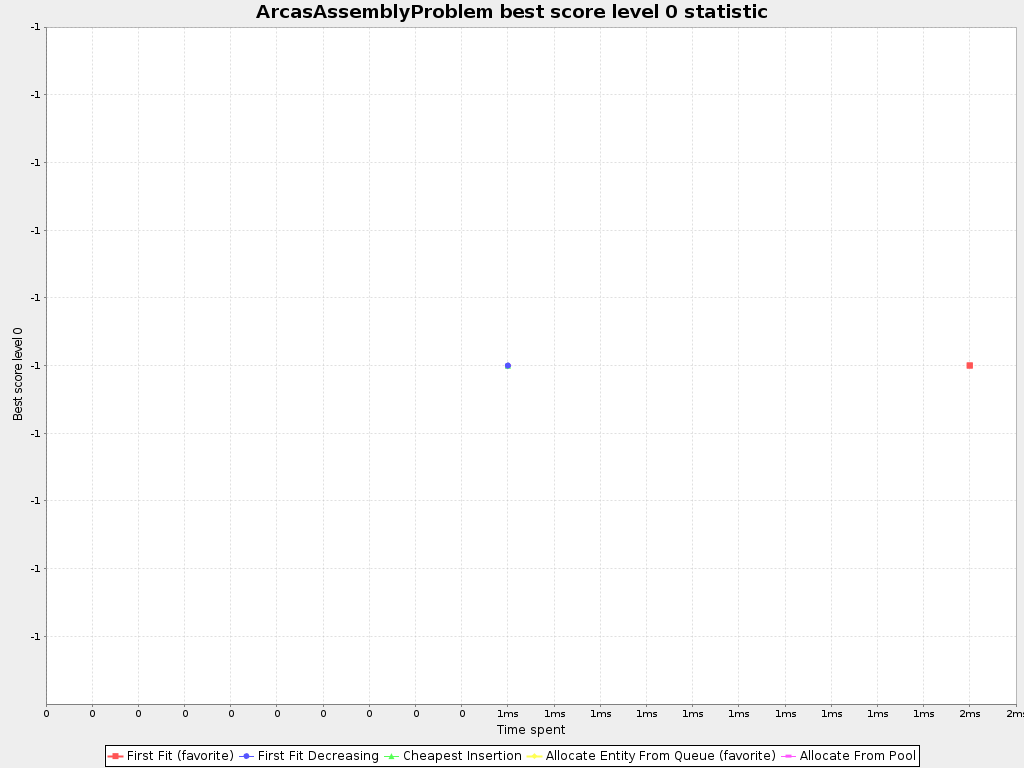 ArcasAssemblyProblem best score level 0 statistic
Best score level 0
-1
-1
-1
-1
-1
-1
-1
-1
-1
-1
0 0 0 0 0 0 0 0 0 0 1ms 1ms 1ms 1ms 1ms 1ms 1ms 1ms 1ms 1ms 2ms 2ms
Time spent
First Fit (favorite) First Fit Decreasing Cheapest Insertion Allocate Entity From Queue (favorite) Allocate From Pool